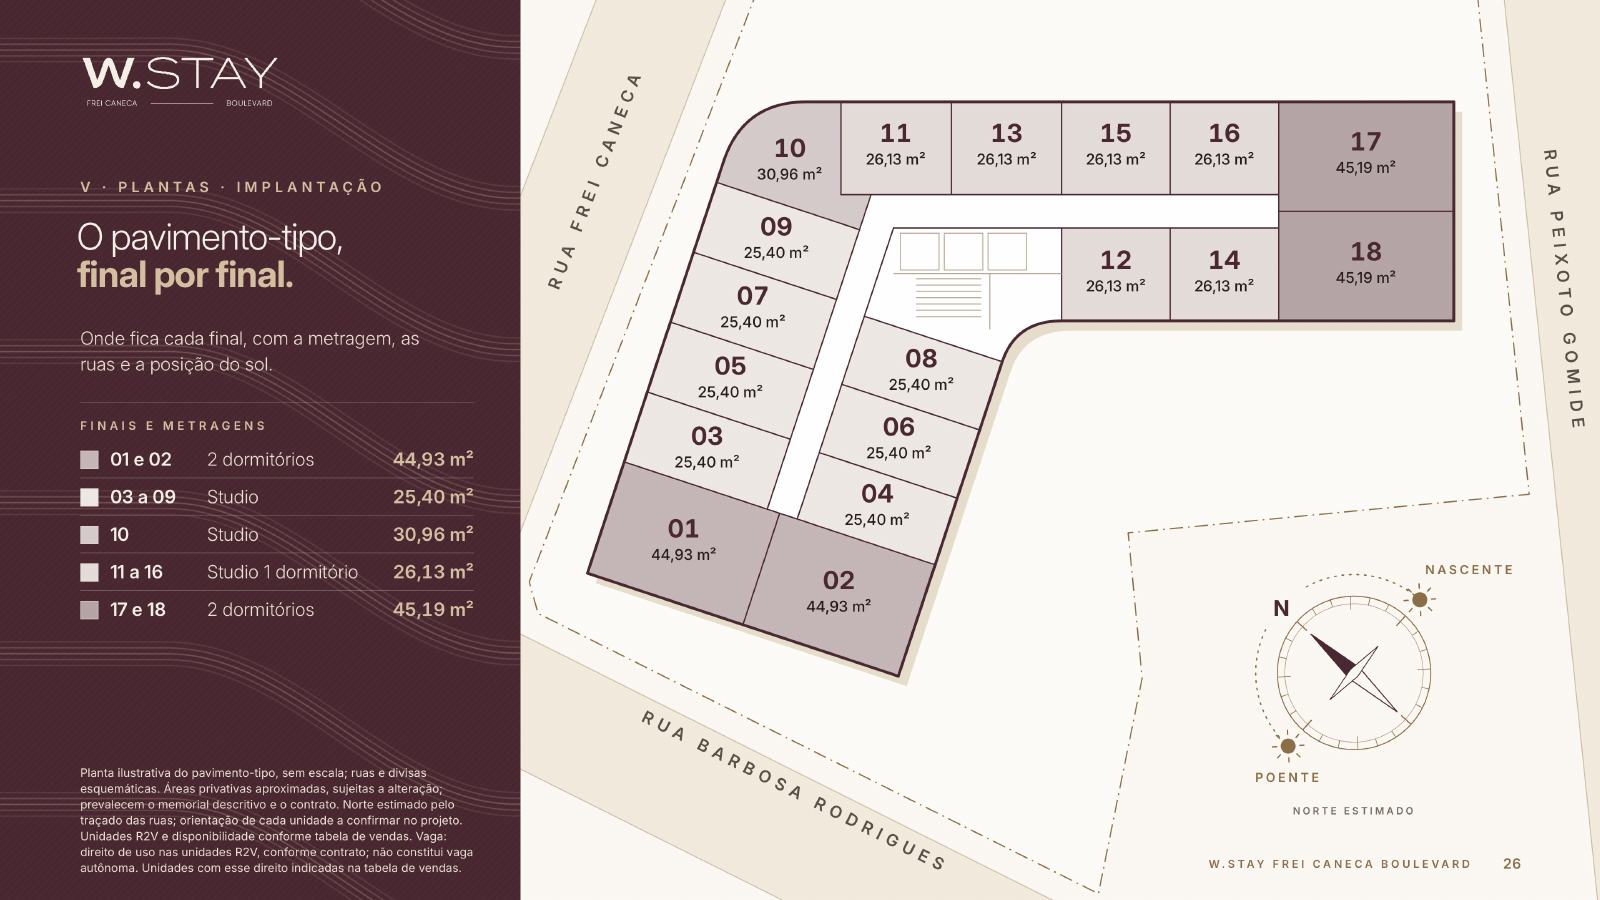 W.STAY
FREI CANECA BOULEVARD
V · PLANTAS · IMPLANTAÇÃO
O pavimento-tipo,
final por final.
Onde fica cada final, com a metragem, as
ruas e a posição do sol.
FINAIS E METRAGENS
01 e 02 2 dormitórios 44,93 m²
03 a 09 Studio 25,40 m²
10 Studio 30,96 m²
11 a 16 Studio 1 dormitório 26,13 m²
17 e 18 2 dormitórios 45,19 m²
Planta ilustrativa do pavimento-tipo, sem escala; ruas e divisas
esquemáticas. Áreas privativas aproximadas, sujeitas a alteração;
prevalecem o memorial descritivo e o contrato. Norte estimado pelo
traçado das ruas; orientação de cada unidade a confirmar no projeto.
Unidades R2V e disponibilidade conforme tabela de vendas. Vaga:
direito de uso nas unidades R2V, conforme contrato; não constitui vaga
autônoma. Unidades com esse direito indicadas na tabela de vendas.
RUA FREI CANECA
RUA PEIXOTO GOMIDE
RUA BARBOSA RODRIGUES
10
30,96 m²
11
26,13 m²
13
26,13 m²
15
26,13 m²
16
26,13 m²
17
45,19 m²
09
25,40 m²
12
26,13 m²
14
26,13 m²
18
45,19 m²
07
25,40 m²
05
25,40 m²
08
25,40 m²
03
25,40 m²
06
25,40 m²
04
25,40 m²
01
44,93 m²
02
44,93 m²
NASCENTE
N
POENTE
NORTE ESTIMADO
W.STAY FREI CANECA BOULEVARD 26